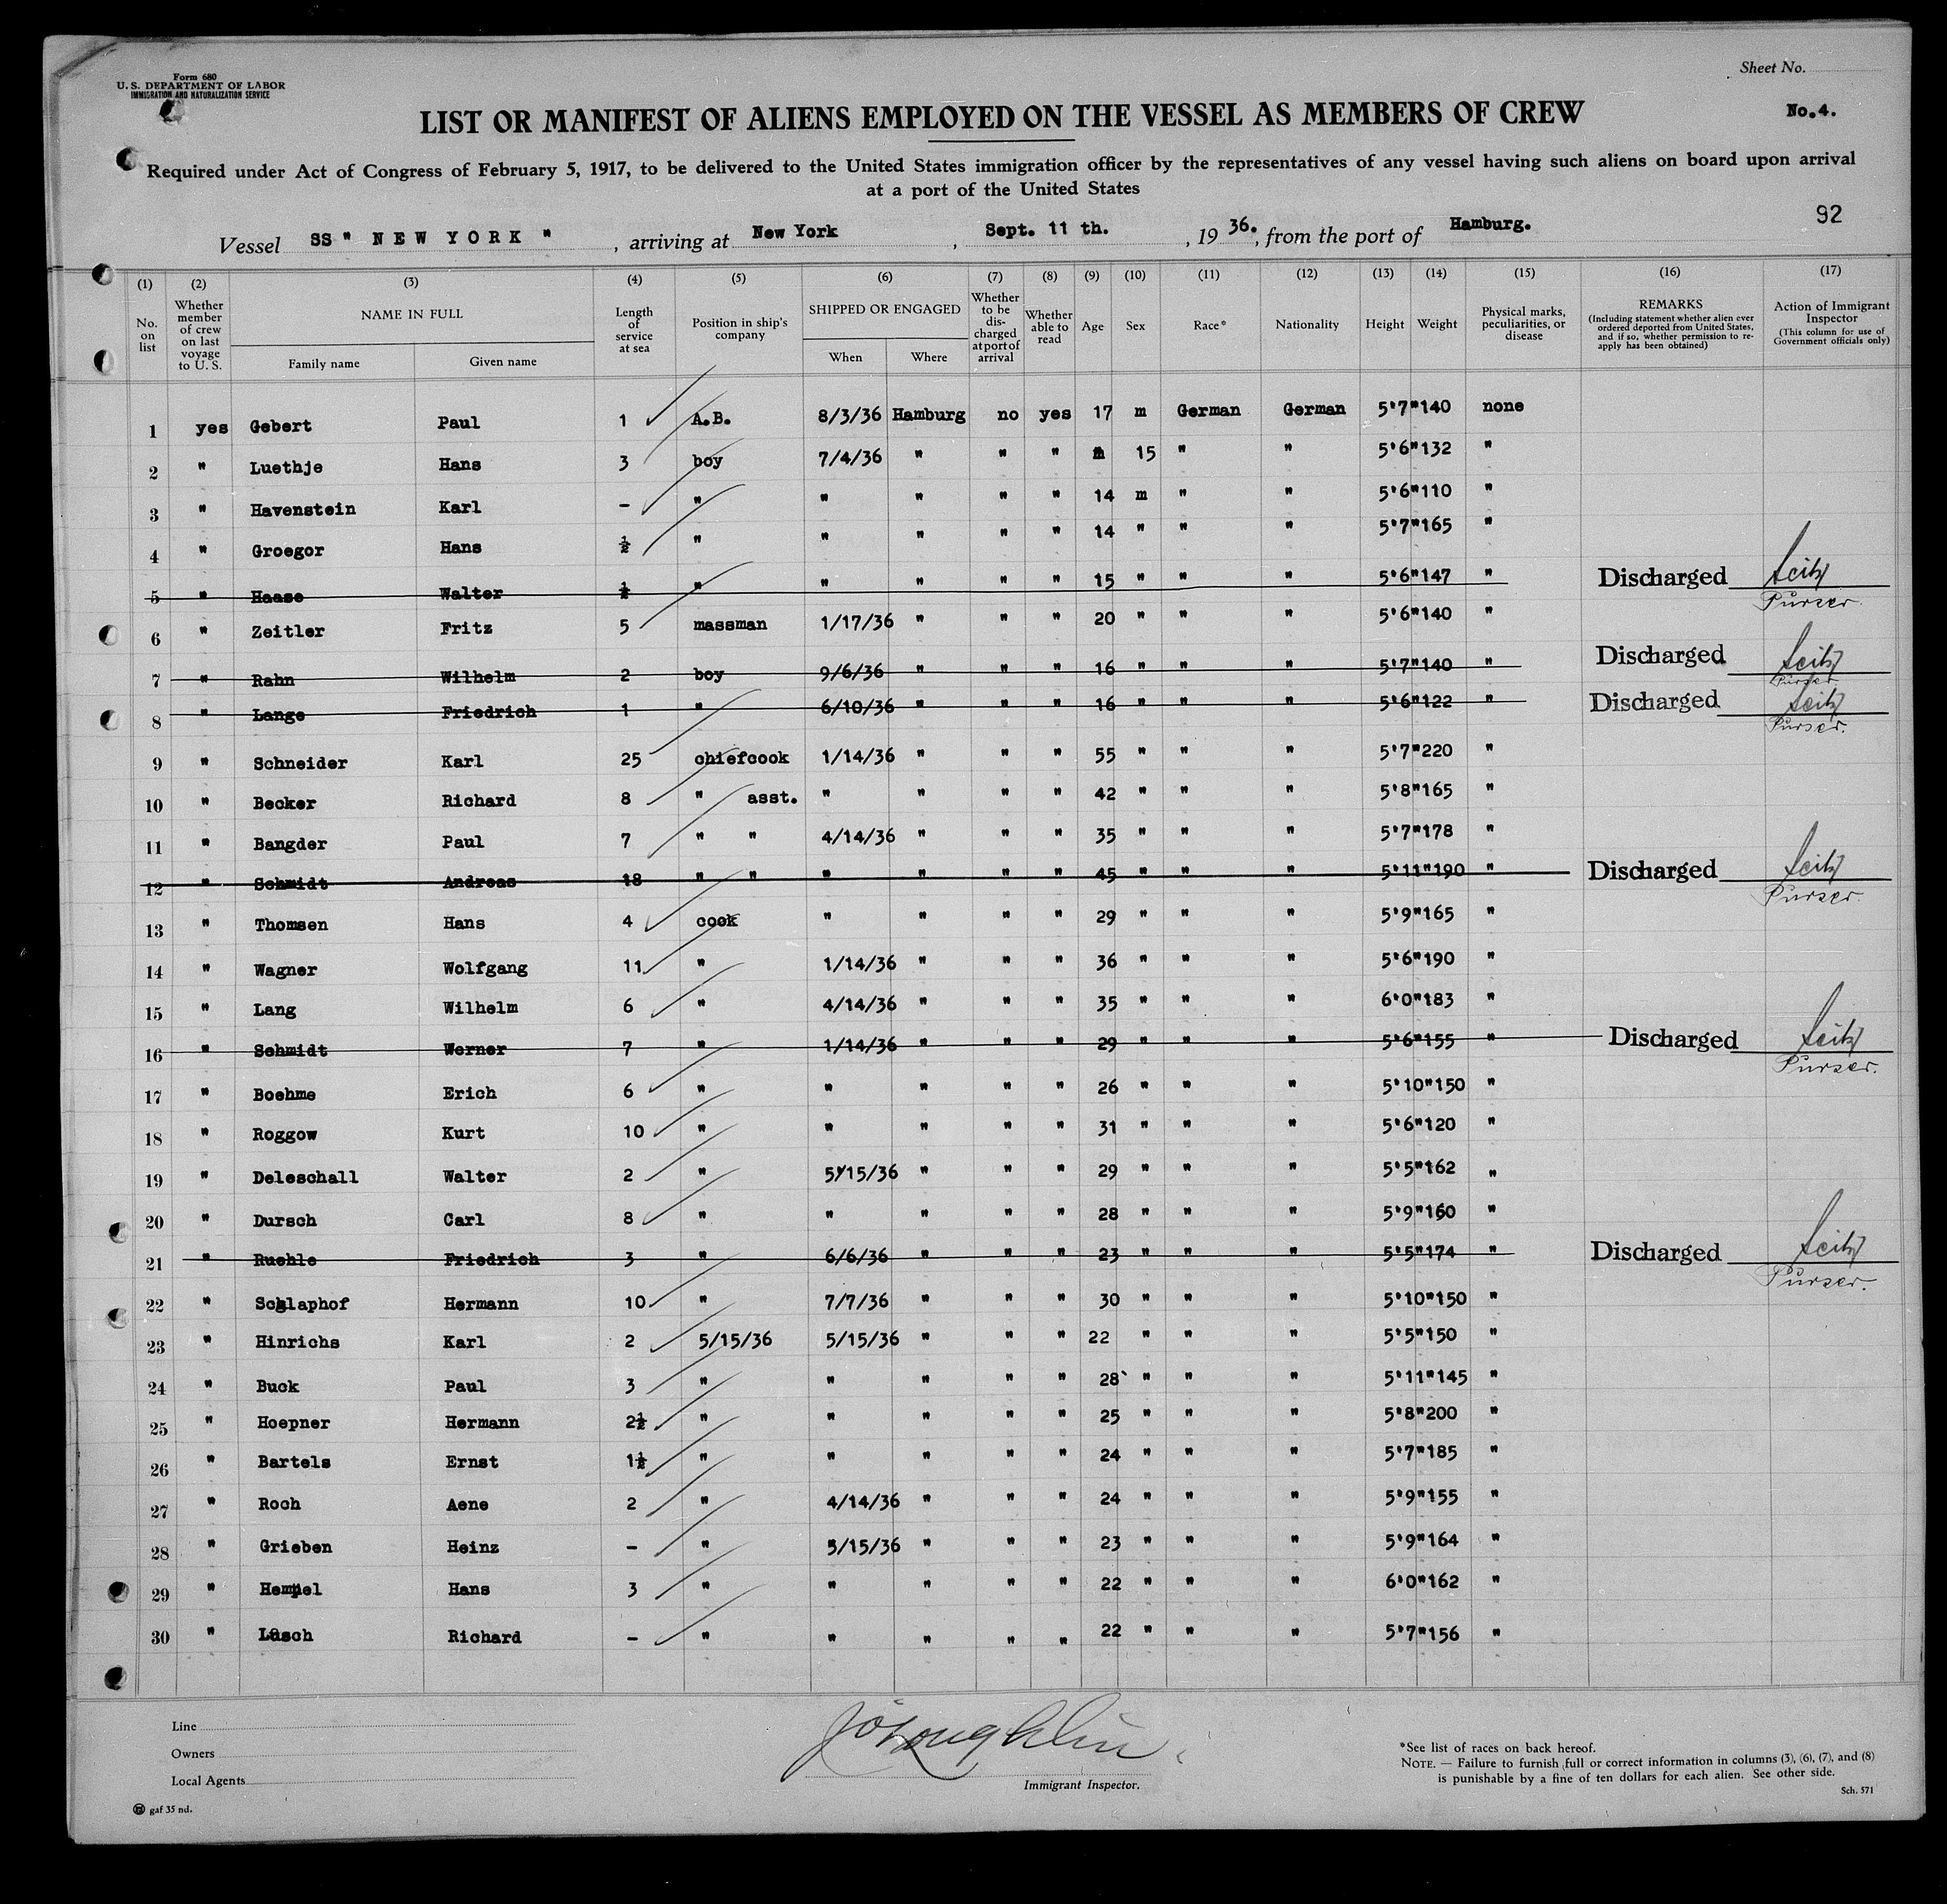 Form 680
U. S. DEPARTMENT OF LABOR
IMMIGRATION AND NATURALIZATION SERVICE
Sheet No.
LIST OR MANIFEST OF ALIENS EMPLOYED ON THE VESSEL AS MEMBERS OF CREW
No.4.
Required under Act of Congress of February 5, 1917, to be delivered to the United States immigration officer by the representatives of any vessel having such aliens on board upon arrival
at a port of the United States
92
Vessel SS " NEW YORK " , arriving at New York , Sept. 11 th. , 19 36. , from the port of Hamburg.
(1) (2) (3) (4) (5) (6) (7) (8) (9) (10) (11) (12) (13) (14) (15) (16) (17)
No. on list
Whether member of crew on last voyage to U. S.
NAME IN FULL
Family name Given name
Length of service at sea
Position in ship's company
SHIPPED OR ENGAGED
When Where
Whether to be dis-charged at port of arrival
Whether able to read
Age
Sex
Race*
Nationality
Height
Weight
Physical marks, peculiarities, or disease
REMARKS
(Including statement whether alien ever ordered deported from United States, and if so, whether permission to re-apply has been obtained)
Action of Immigrant Inspector
(This column for use of Government officials only)
1 yes Gebert Paul 1 A.B. 8/3/36 Hamburg no yes 17 m German German 5'7" 140 none
2 " Luethje Hans 3 boy 7/4/36 " " " m 15 " " 5'6" 132 "
3 " Havenstein Karl – " " " " " 14 m " " 5'6" 110 "
4 " Groegor Hans ½ " " " " " 14 " " " 5'7" 165 "
5 " Haase Walter ½ " " " " " 15 " " " 5'6" 147 " Discharged Seitz Purser.
6 " Zeitler Fritz 5 massman 1/17/36 " " " 20 " " " 5'6" 140 "
7 " Rahn Wilhelm 2 boy 9/6/36 " " " 16 " " " 5'7" 140 " Discharged Seitz Purser
8 " Lange Friedrich 1 " 6/10/36 " " " 16 " " " 5'6" 122 " Discharged Seitz Purser.
9 " Schneider Karl 25 chiefcook 1/14/36 " " " 55 " " " 5'7" 220 "
10 " Becker Richard 8 " asst. " " " " 42 " " " 5'8" 165 "
11 " Bangder Paul 7 " " 4/14/36 " " " 35 " " " 5'7" 178 "
12 " Schmidt Andreas 18 " " " " " " 45 " " " 5'11" 190 " Discharged Seitz Purser.
13 " Thomsen Hans 4 cook " " " " 29 " " " 5'9" 165 "
14 " Wagner Wolfgang 11 " 1/14/36 " " " 36 " " " 5'6" 190 "
15 " Lang Wilhelm 6 " 4/14/36 " " " 35 " " " 6'0" 183 "
16 " Schmidt Werner 7 " 1/14/36 " " " 29 " " " 5'6" 155 " Discharged Seitz Purser.
17 " Boehme Erich 6 " " " " " 26 " " " 5'10" 150 "
18 " Roggow Kurt 10 " " " " " 31 " " " 5'6" 120 "
19 " Deleschall Walter 2 " 5/15/36 " " " 29 " " " 5'5" 162 "
20 " Dursch Carl 8 " " " " " 28 " " " 5'9" 160 "
21 " Ruehle Friedrich 3 " 6/6/36 " " " 23 " " " 5'5" 174 " Discharged Seitz Purser.
22 " Schlaphof Hermann 10 " 7/7/36 " " " 30 " " " 5'10" 150 "
23 " Hinrichs Karl 2 5/15/36 5/15/36 " " " 22 " " " 5'5" 150 "
24 " Buck Paul 3 " " " " " 28 " " " 5'11" 145 "
25 " Hoepner Hermann 2½ " " " " " 25 " " " 5'8" 200 "
26 " Bartels Ernst 1½ " " " " " 24 " " " 5'7" 185 "
27 " Roch Aene 2 " 4/14/36 " " " 24 " " " 5'9" 155 "
28 " Grieben Heinz – " 5/15/36 " " " 23 " " " 5'9" 164 "
29 " Hempel Hans 3 " " " " " 22 " " " 6'0" 162 "
30 " Richard – " " " " " 22 " " " 5'7" 156 "
Line
Owners
Local Agents
gaf 35 nd.
JOLoughlin.
Immigrant Inspector.
*See list of races on back hereof.
NOTE. — Failure to furnish full or correct information in columns (3), (6), (7), and (8)
is punishable by a fine of ten dollars for each alien. See other side.
Sch. 571